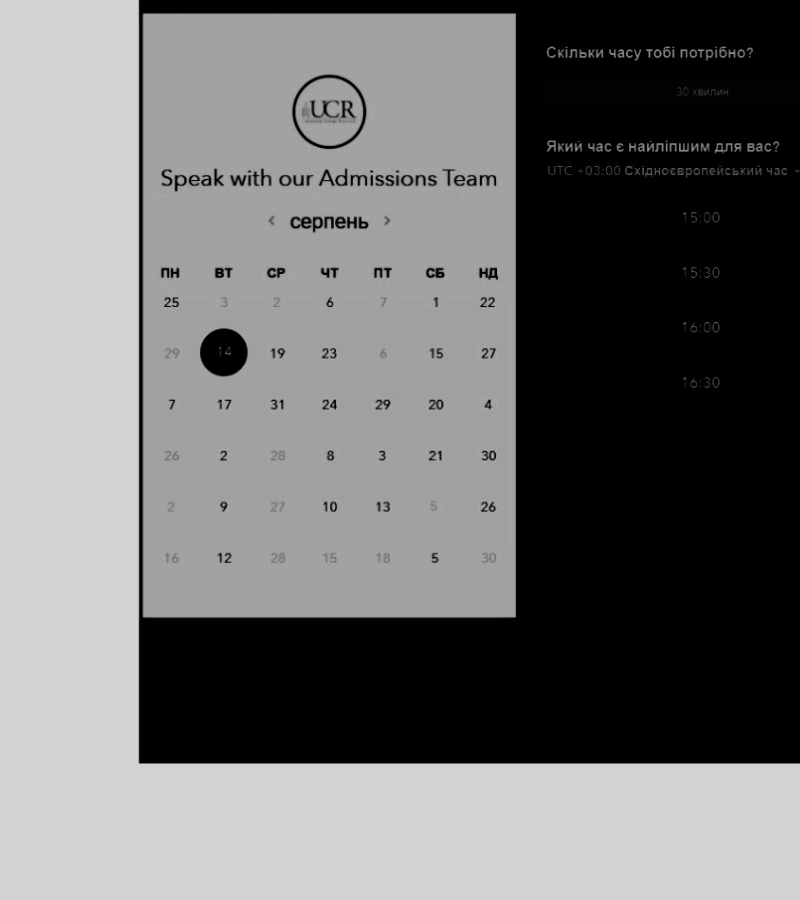 UCR
Speak with our Admissions Team
< серпень >
ПН ВТ СР ЧТ ПТ СБ НД
25 3 2 6 7 1 22
29 14 19 23 6 15 27
7 17 31 24 29 20 4
26 2 28 8 3 21 30
2 9 27 10 13 5 26
16 12 28 15 18 5 30
Скільки часу тобі потрібно?
30 хвилин
Який час є найліпшим для вас?
UTC +03:00 Східноєвропейський час
15:00
15:30
16:00
16:30